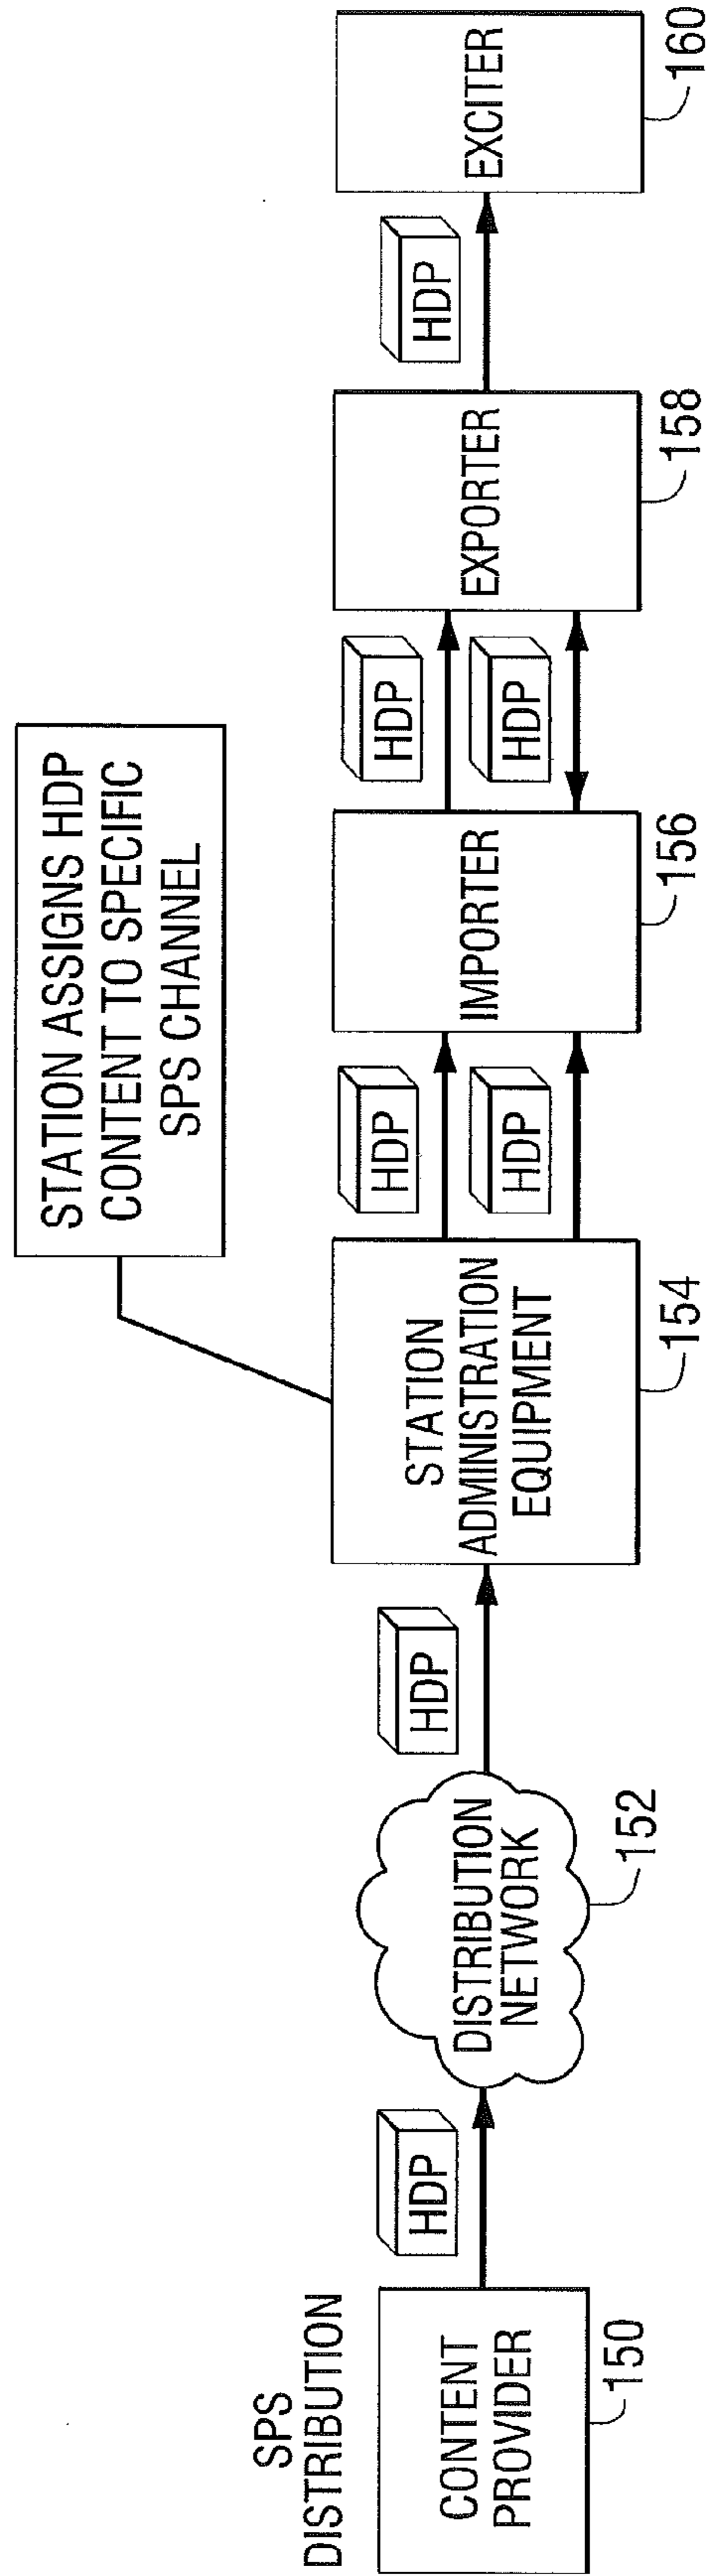 SPS
DISTRIBUTION
CONTENT
PROVIDER
150
HDP
DISTRIBUTION
NETWORK
152
HDP
STATION ASSIGNS HDP
CONTENT TO SPECIFIC
SPS CHANNEL
STATION
ADMINISTRATION
EQUIPMENT
154
HDP
HDP
IMPORTER
156
HDP
HDP
EXPORTER
158
HDP
EXCITER
160